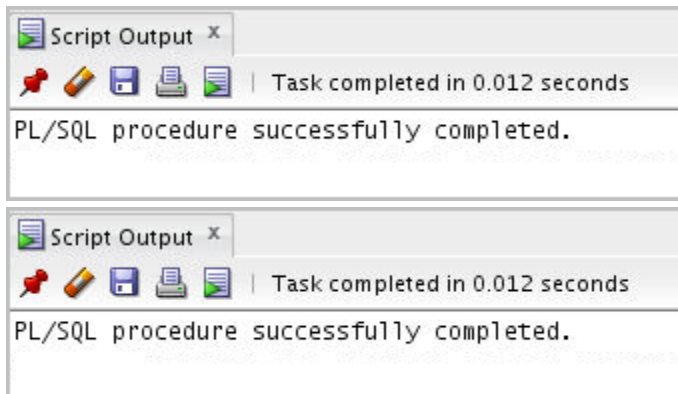 Script Output x
Task completed in 0.012 seconds
PL/SQL procedure successfully completed.
Script Output x
Task completed in 0.012 seconds
PL/SQL procedure successfully completed.